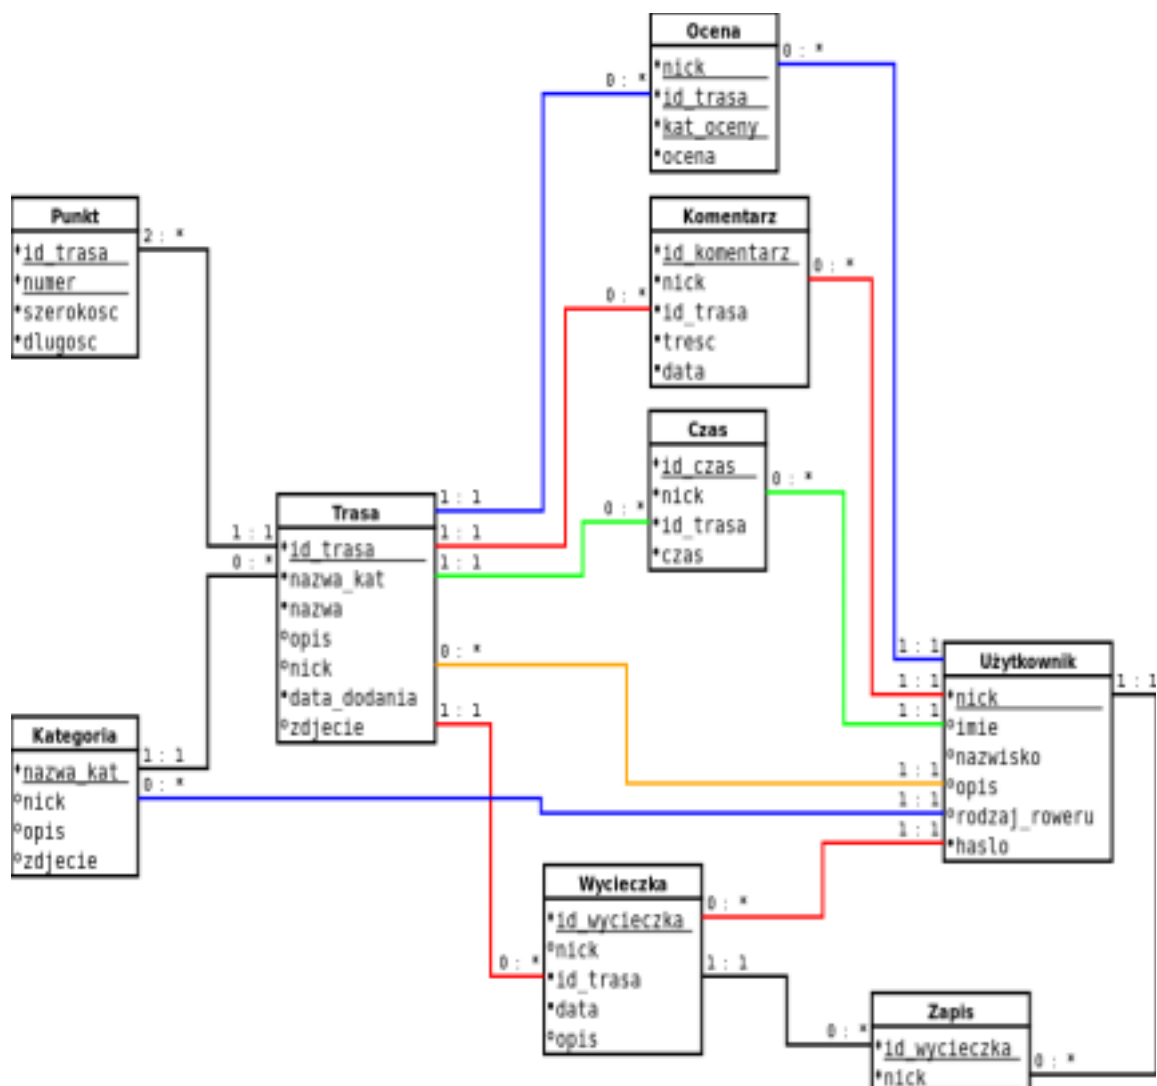 Ocena
*nick
*id_trasa
*kat_oceny
*ocena
0 : *
0 : *
Punkt
*id_trasa
*numer
*szerokosc
*dlugosc
2 : *
Komentarz
*id_komentarz
*nick
*id_trasa
*tresc
*data
0 : *
0 : *
Czas
*id_czas
*nick
*id_trasa
*czas
0 : *
0 : *
Trasa
*id_trasa
*nazwa_kat
*nazwa
°opis
°nick
*data_dodania
°zdjecie
1 : 1
0 : *
1 : 1
1 : 1
1 : 1
0 : *
1 : 1
Użytkownik
*nick
°imie
°nazwisko
°opis
°rodzaj_roweru
*haslo
1 : 1
1 : 1
1 : 1
1 : 1
1 : 1
1 : 1
1 : 1
Kategoria
*nazwa_kat
°nick
°opis
°zdjecie
1 : 1
0 : *
Wycieczka
*id_wycieczka
°nick
*id_trasa
*data
°opis
0 : *
0 : *
1 : 1
Zapis
*id_wycieczka
*nick
0 : *
0 : *